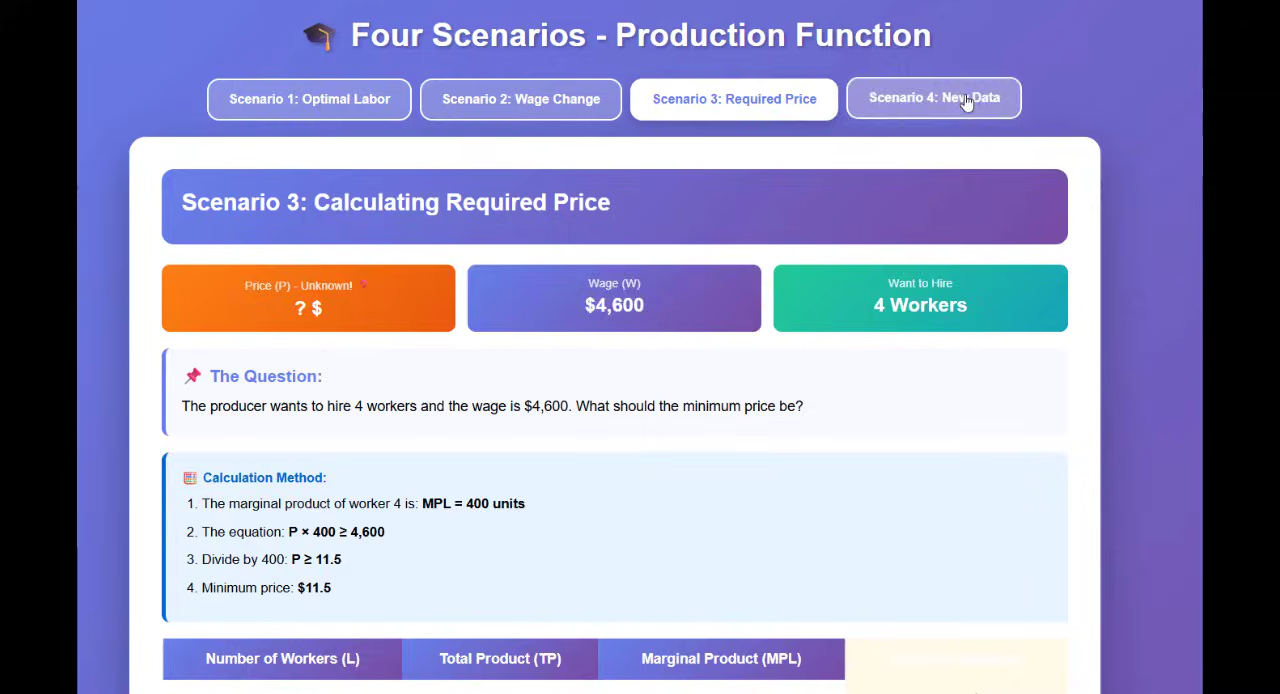 🎓 Four Scenarios - Production Function
Scenario 1: Optimal Labor
Scenario 2: Wage Change
Scenario 3: Required Price
Scenario 4: New Data
Scenario 3: Calculating Required Price
Price (P) - Unknown!
? $
Wage (W)
$4,600
Want to Hire
4 Workers
📌 The Question:
The producer wants to hire 4 workers and the wage is $4,600. What should the minimum price be?
🧮 Calculation Method:
1. The marginal product of worker 4 is: MPL = 400 units
2. The equation: P × 400 ≥ 4,600
3. Divide by 400: P ≥ 11.5
4. Minimum price: $11.5
Number of Workers (L)
Total Product (TP)
Marginal Product (MPL)